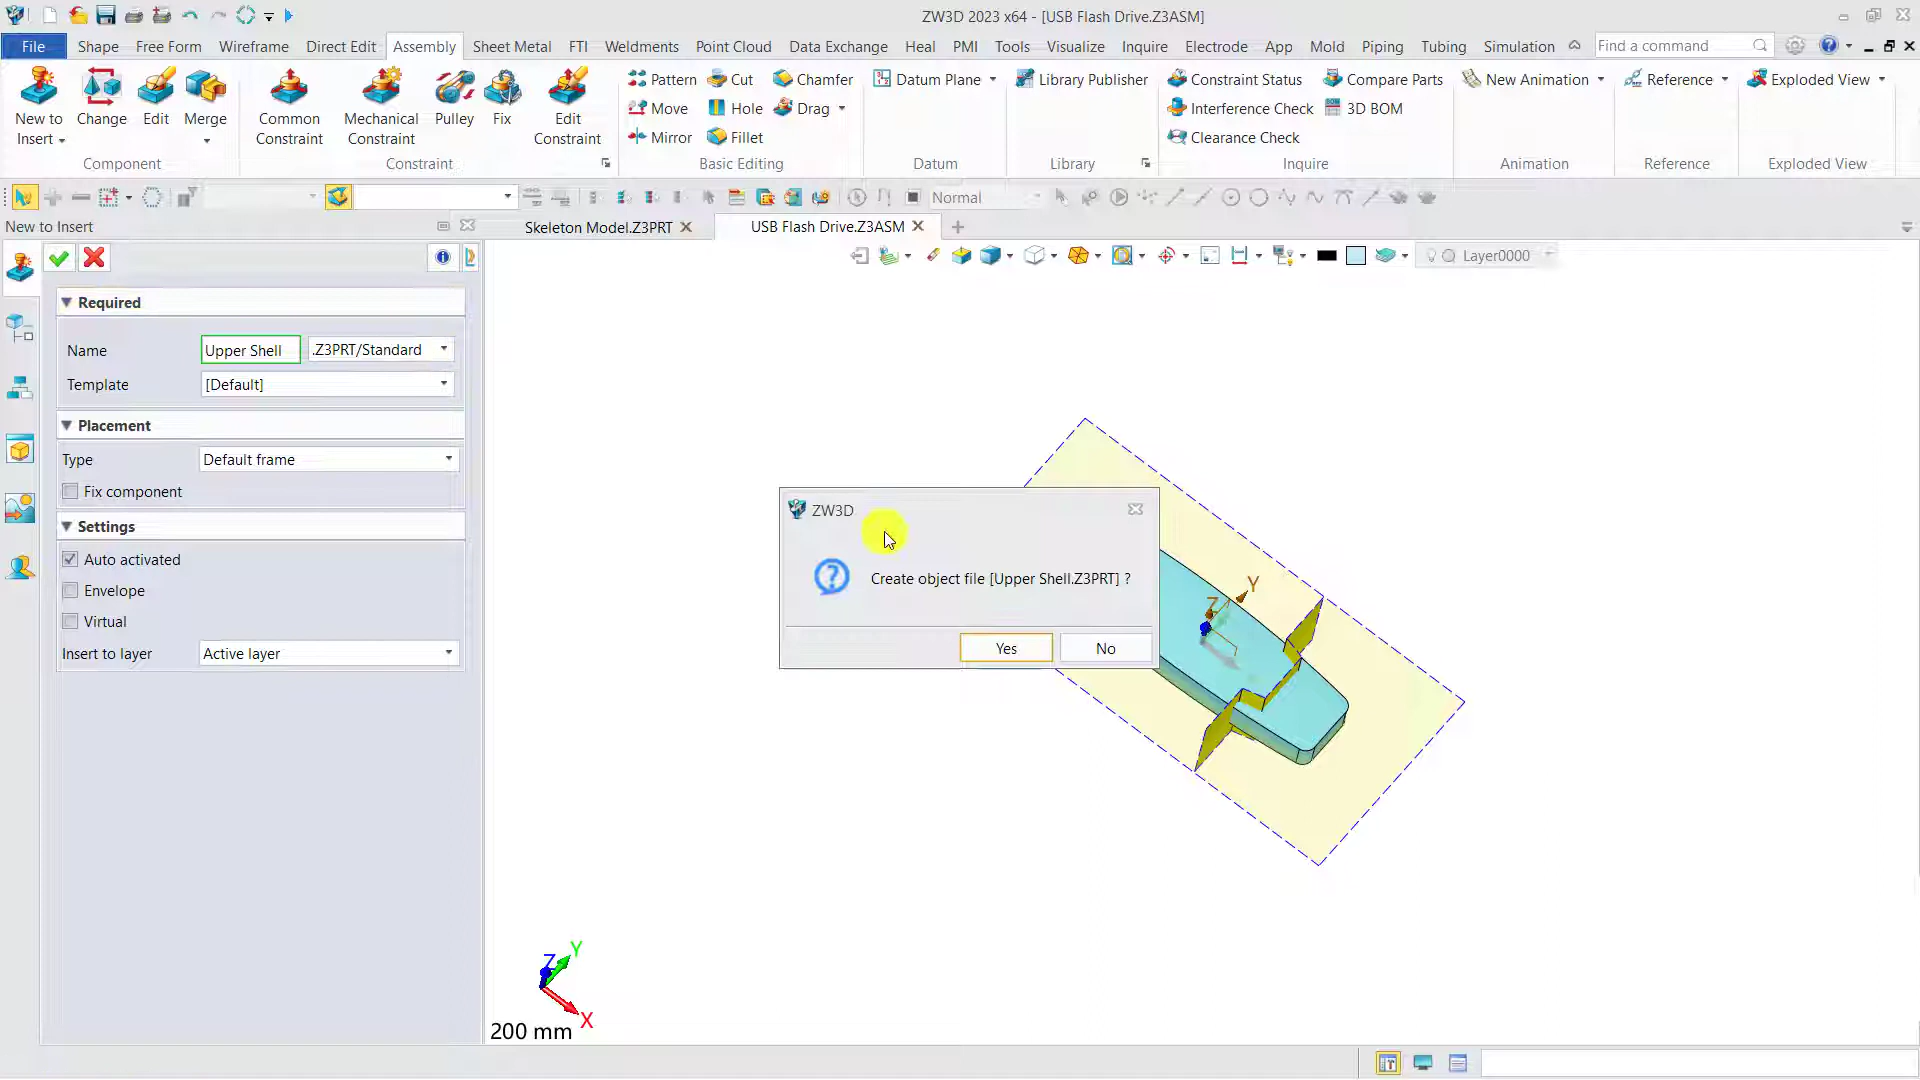 ZW3D 2023 x64 - [USB Flash Drive.Z3ASM]
File Shape Free Form Wireframe Direct Edit Assembly Sheet Metal FTI Weldments Point Cloud Data Exchange Heal PMI Tools Visualize Inquire Electrode App Mold Piping Tubing Simulation Find a command
Pattern Cut Chamfer Datum Plane Library Publisher Constraint Status Compare Parts New Animation Reference Exploded View
Move Hole Drag Interference Check 3D BOM
Mirror Fillet Clearance Check
New to Insert Change Edit Merge Common Constraint Mechanical Constraint Pulley Fix Edit Constraint
Component Constraint Basic Editing Datum Library Inquire Animation Reference Exploded View
Normal
New to Insert
Skeleton Model.Z3PRT USB Flash Drive.Z3ASM
Layer0000
Required
Name Upper Shell .Z3PRT/Standard
Template [Default]
Placement
Type Default frame
Fix component
Settings
Auto activated
Envelope
Virtual
Insert to layer Active layer
ZW3D
Create object file [Upper Shell.Z3PRT] ?
Yes No
Y
Z
Y
Z
X
200 mm